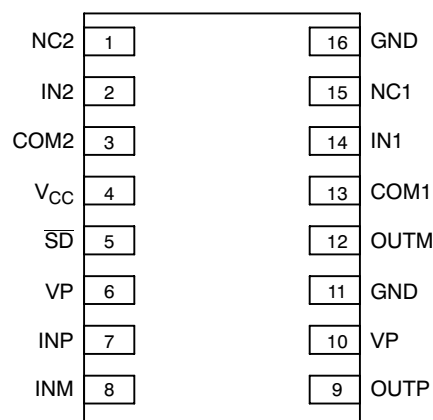 NC2 1 16 GND
IN2 2 15 NC1
COM2 3 14 IN1
VCC 4 13 COM1
SD 5 12 OUTM
VP 6 11 GND
INP 7 10 VP
INM 8 9 OUTP